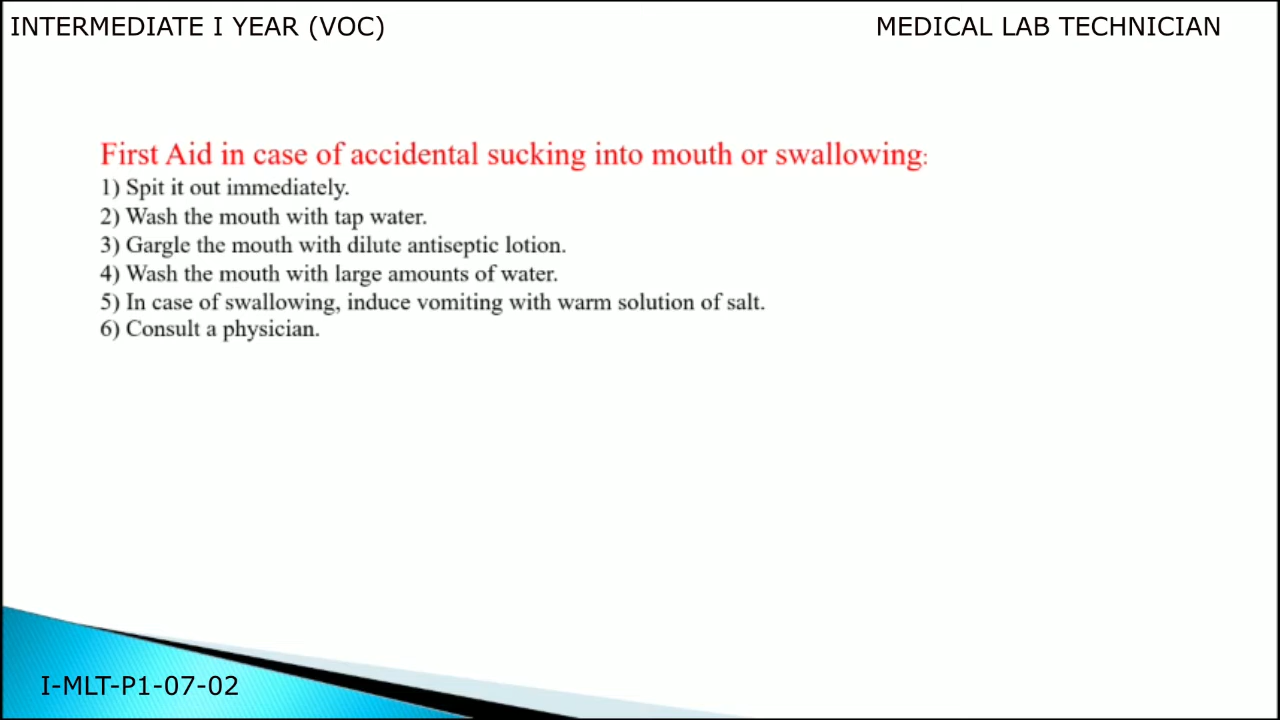 INTERMEDIATE I YEAR (VOC)
MEDICAL LAB TECHNICIAN
First Aid in case of accidental sucking into mouth or swallowing:
1) Spit it out immediately.
2) Wash the mouth with tap water.
3) Gargle the mouth with dilute antiseptic lotion.
4) Wash the mouth with large amounts of water.
5) In case of swallowing, induce vomiting with warm solution of salt.
6) Consult a physician.
I-MLT-P1-07-02